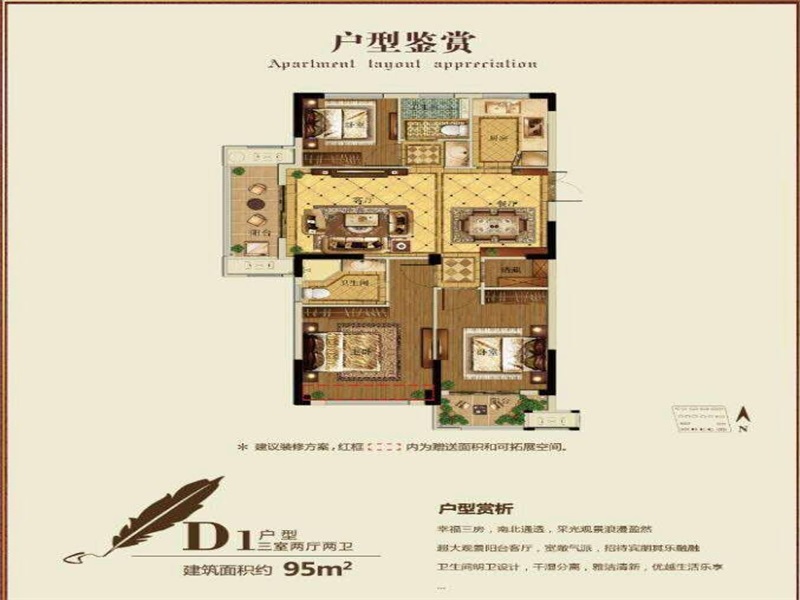 户型鉴赏
Apartment layout appreciation
卧室
厨房
客厅
餐厅
阳台
卫生间
主卧
卧室
阳台
N
* 建议装修方案,红框 内为赠送面积和可拓展空间。
D1 户型
三室两厅两卫
建筑面积约 95m²
户型赏析
幸福三房,南北通透,采光观景浪漫盈然
超大观景阳台客厅,宽敞气派,招待宾朋其乐融融
卫生间明卫设计,干湿分离,雅洁清新,优越生活乐享
...